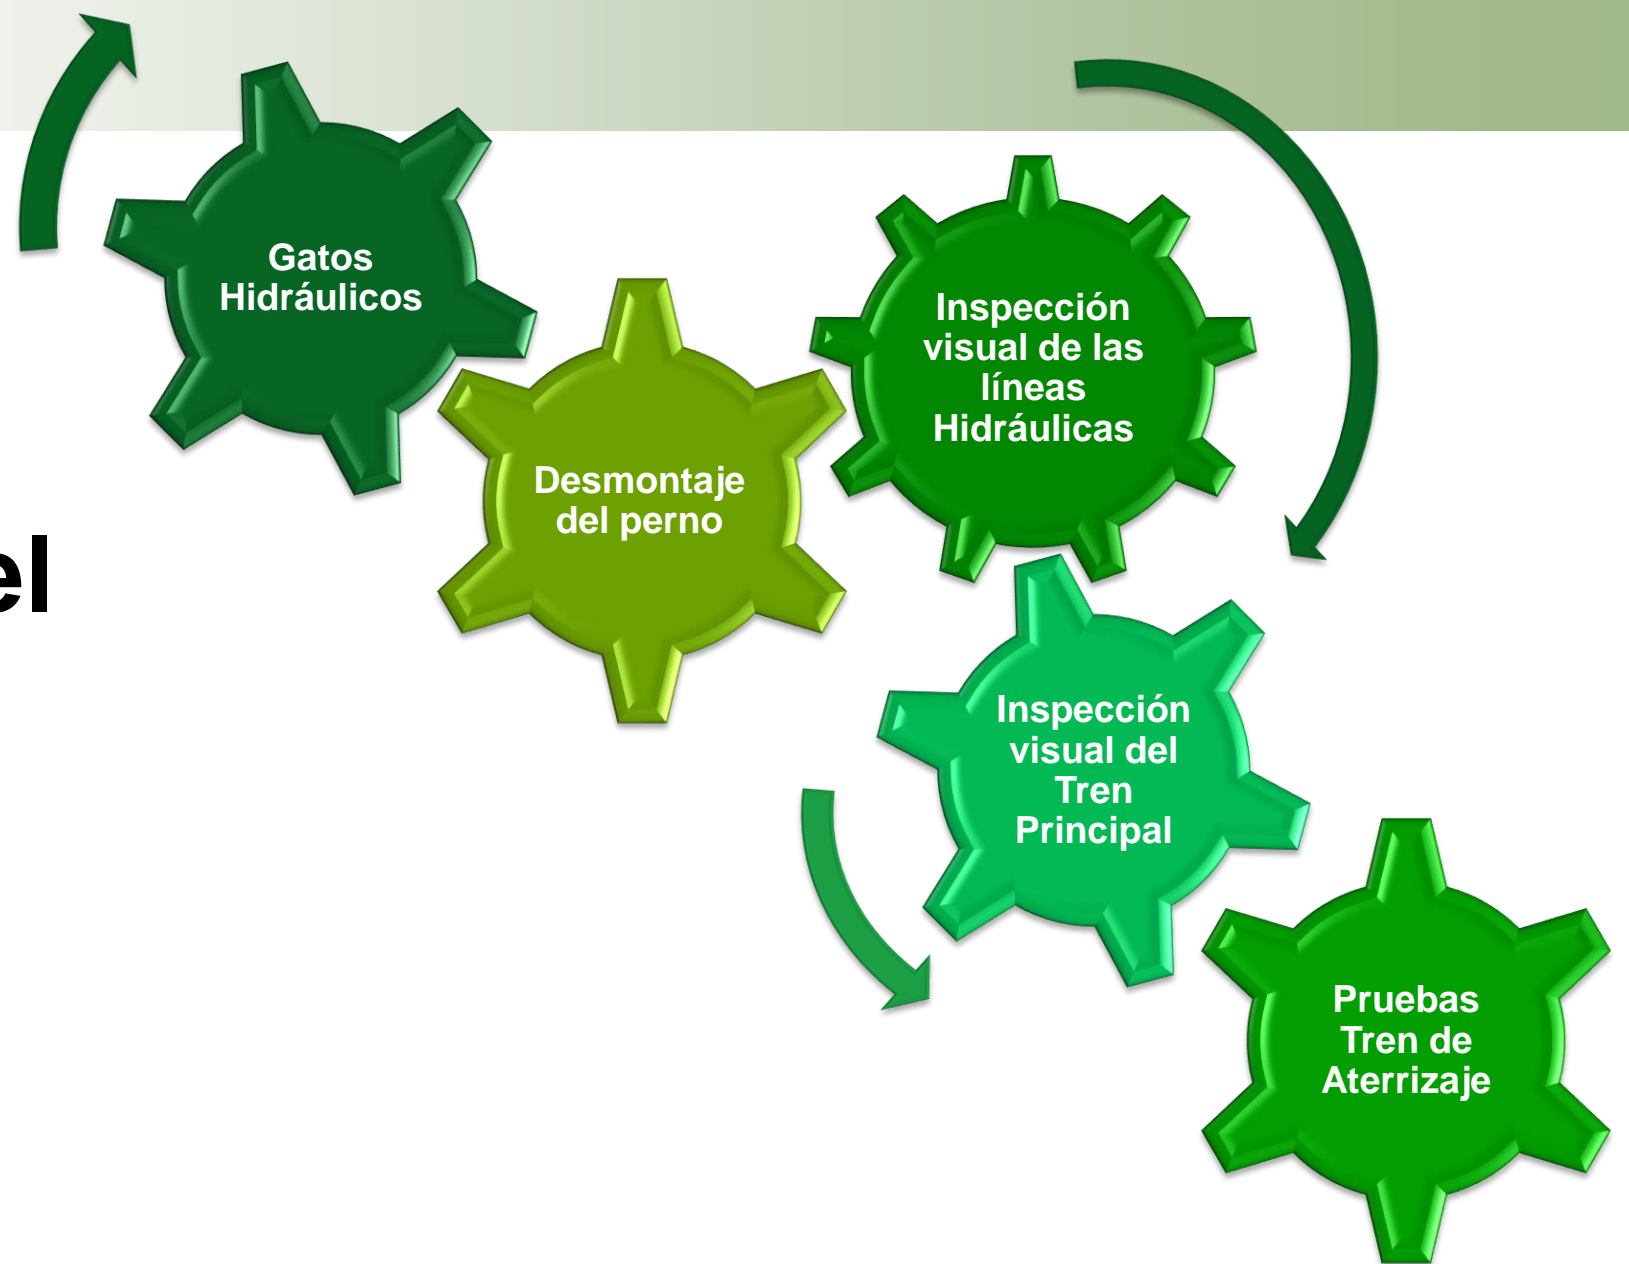 Gatos
Hidráulicos
Desmontaje
del perno
Inspección
visual de las
líneas
Hidráulicas
el
Inspección
visual del
Tren
Principal
Pruebas
Tren de
Aterrizaje